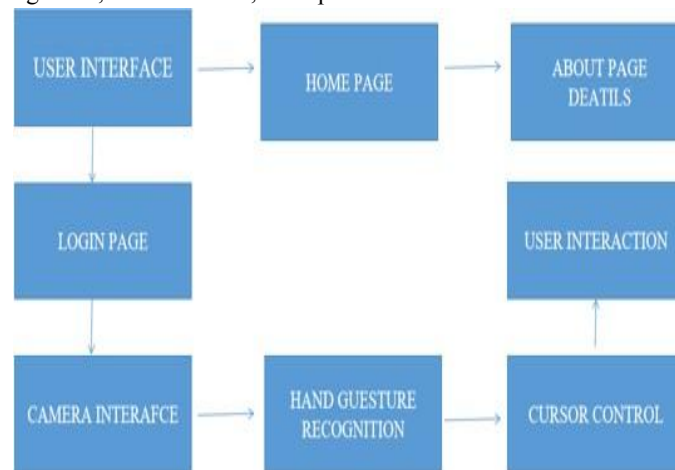 USER INTERFACE
HOME PAGE
ABOUT PAGE
DEATILS
LOGIN PAGE
USER INTERACTION
CAMERA INTERAFCE
HAND GUESTURE
RECOGNITION
CURSOR CONTROL